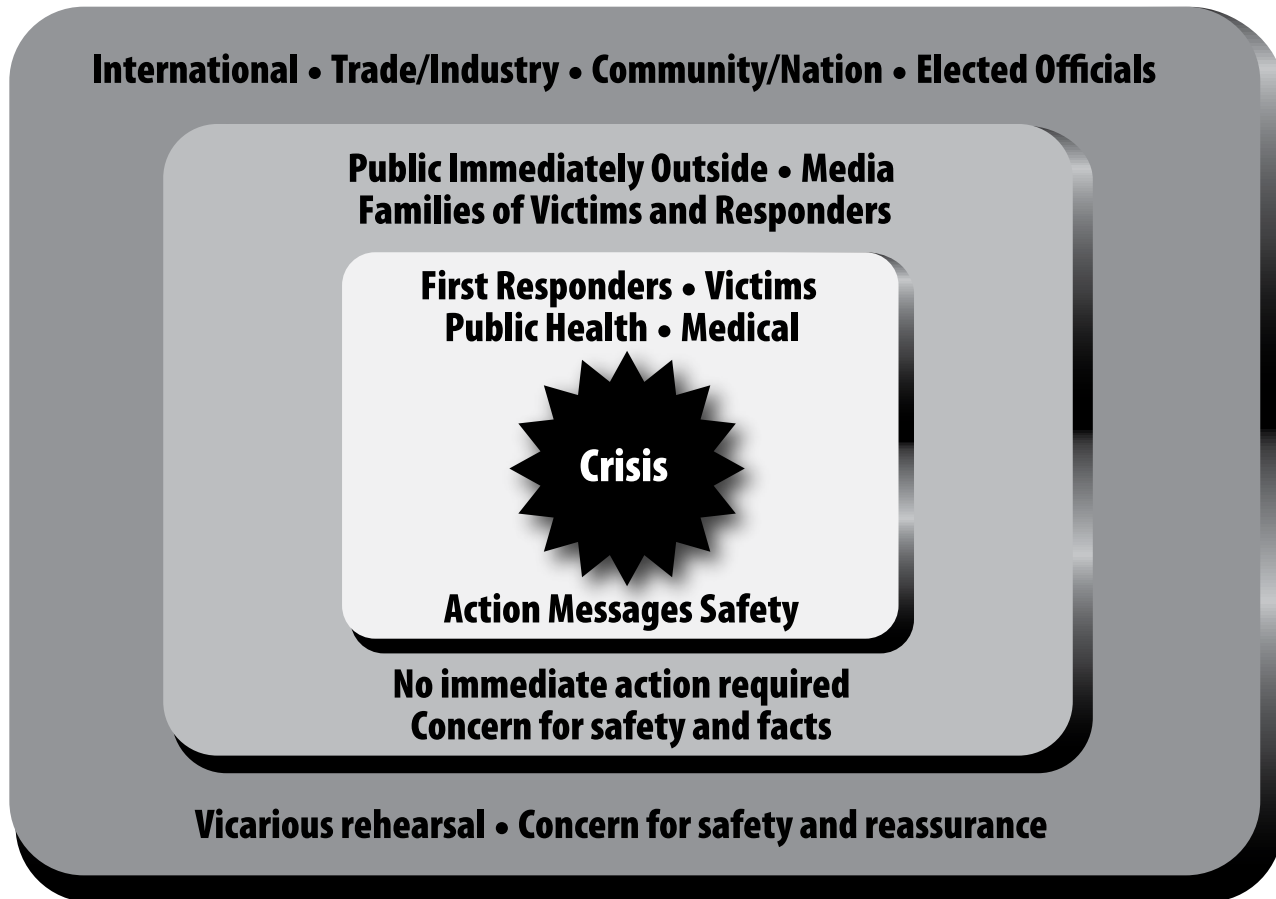 International • Trade/Industry • Community/Nation • Elected Officials
Public Immediately Outside • Media
Families of Victims and Responders
First Responders • Victims
Public Health • Medical
Crisis
Action Messages Safety
No immediate action required
Concern for safety and facts
Vicarious rehearsal • Concern for safety and reassurance